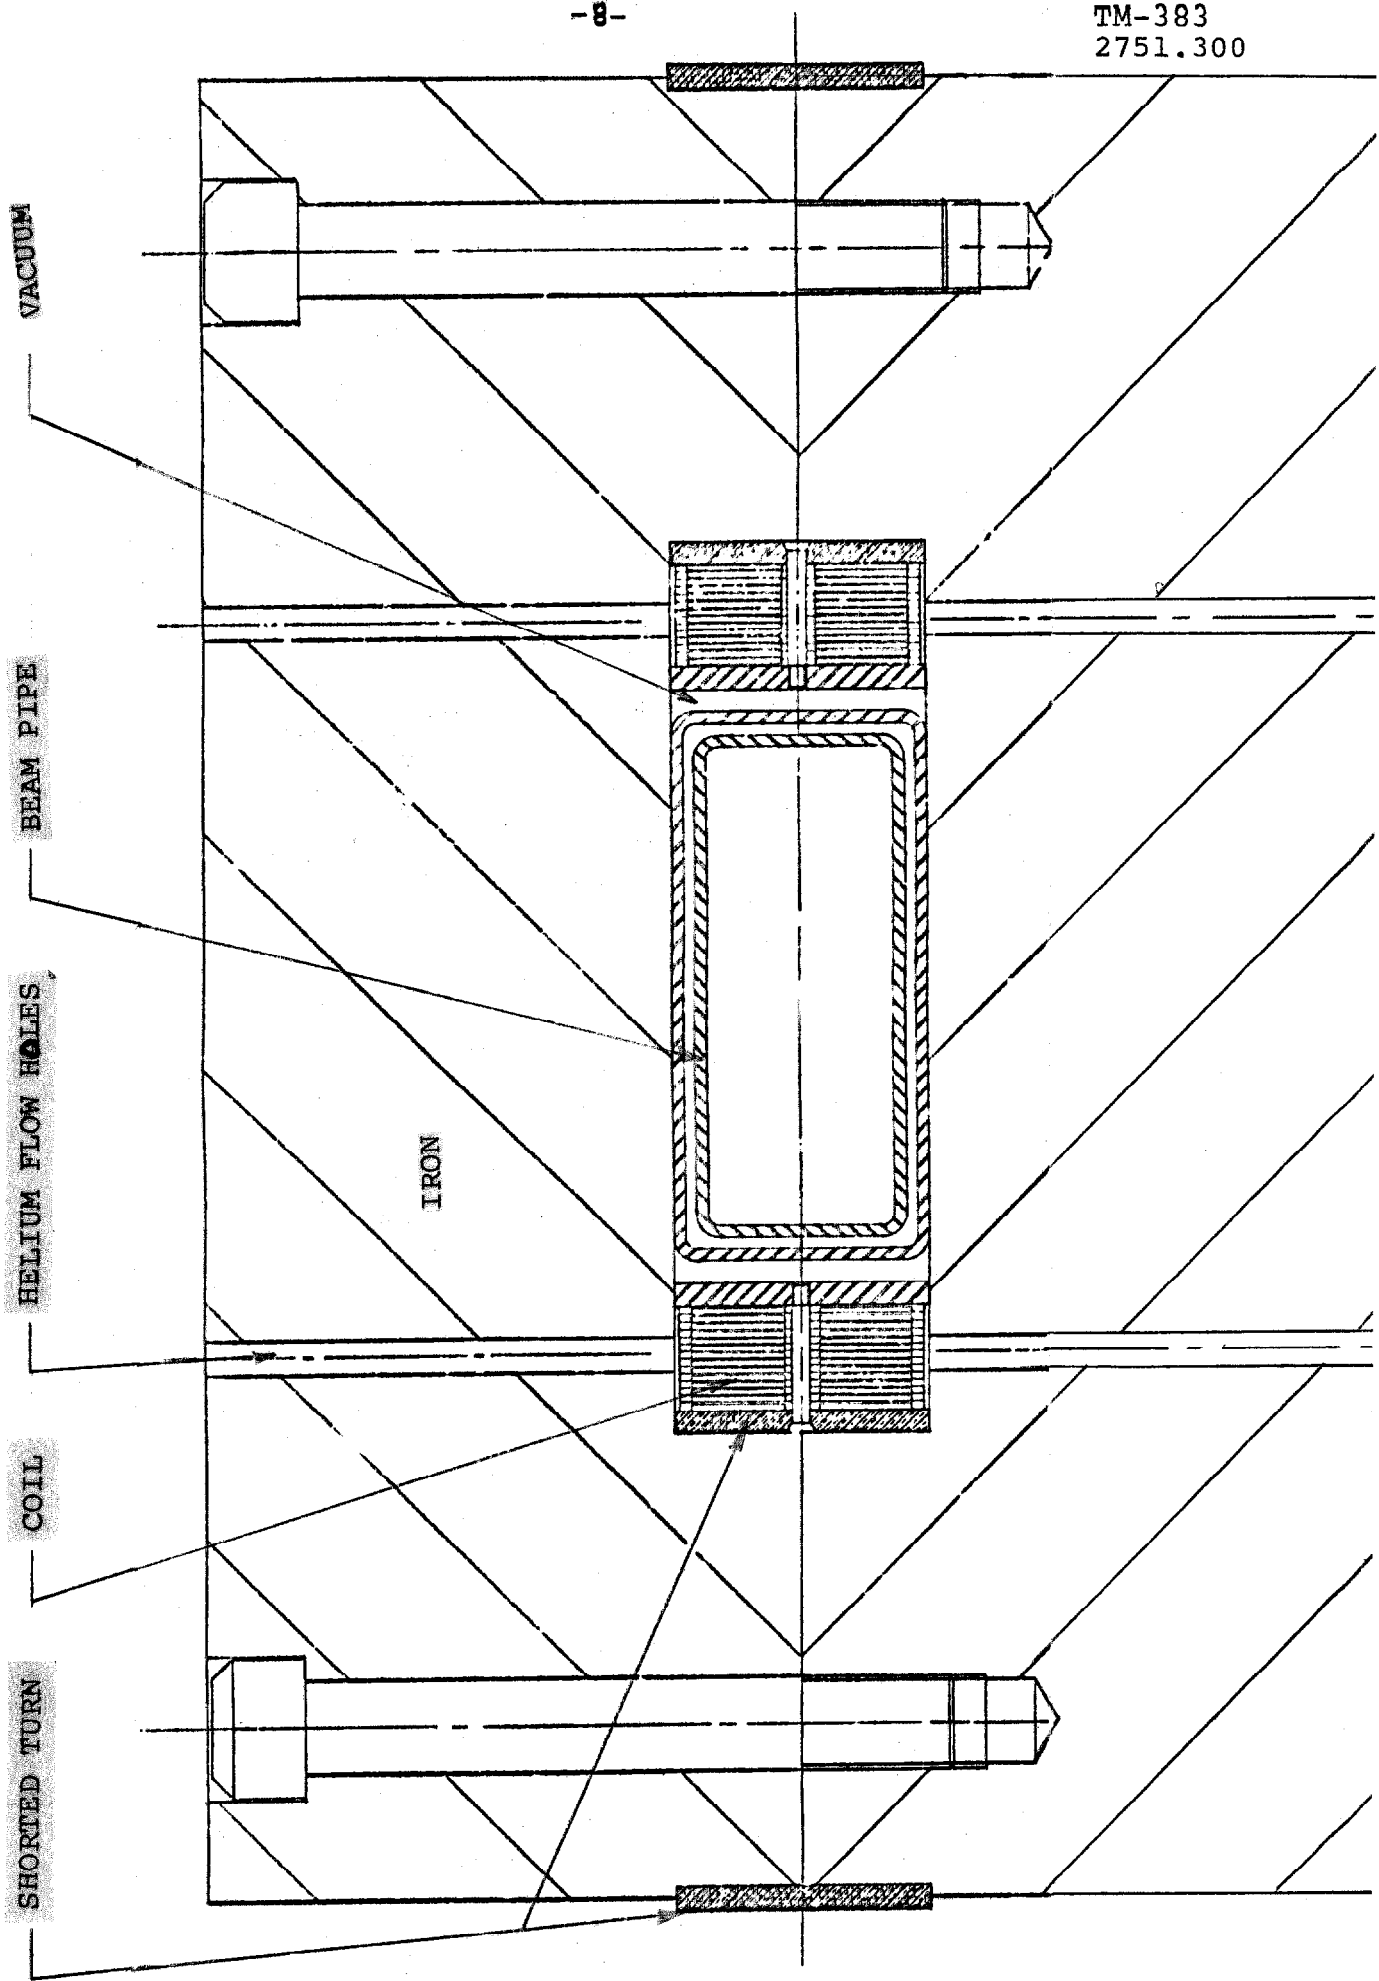 -8-
TM-383
2751.300
VACUUM
BEAM PIPE
HELIUM FLOW HOLES
COIL
SHORTED TURN
IRON